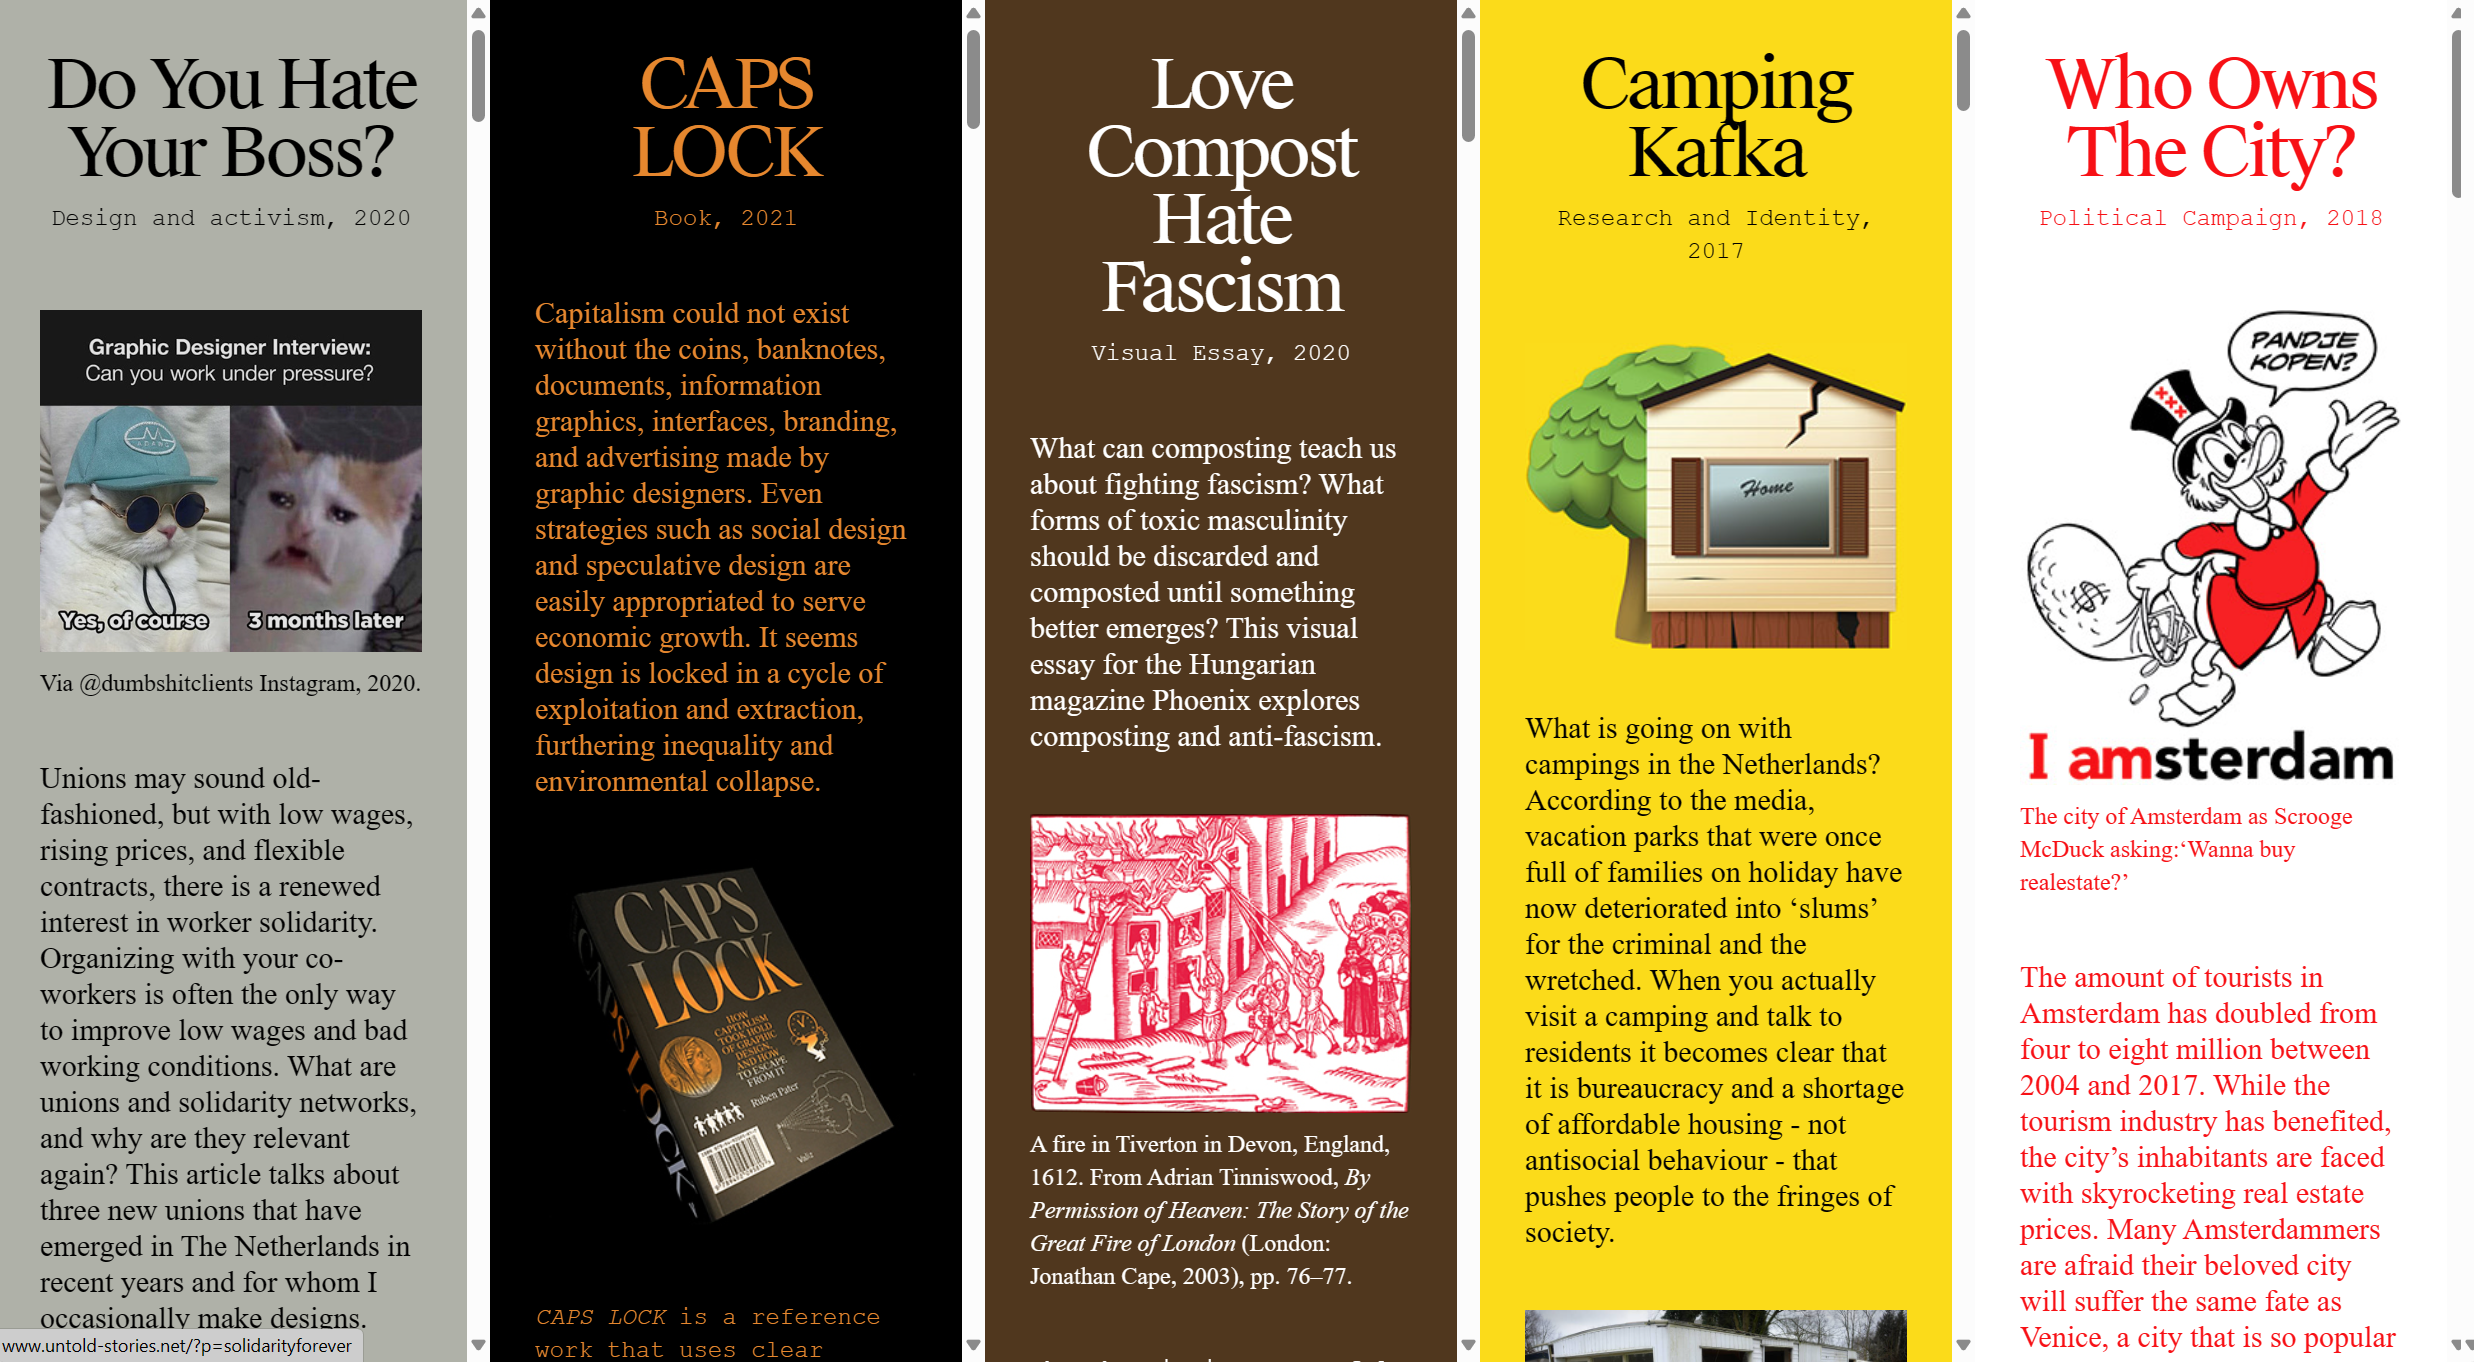 Do You Hate
Your Boss?
Design and activism, 2020
Graphic Designer Interview:
Can you work under pressure?
Yes, of course
3 months later
Via @dumbshitclients Instagram, 2020.
Unions may sound old-
fashioned, but with low wages,
rising prices, and flexible
contracts, there is a renewed
interest in worker solidarity.
Organizing with your co-
workers is often the only way
to improve low wages and bad
working conditions. What are
unions and solidarity networks,
and why are they relevant
again? This article talks about
three new unions that have
emerged in The Netherlands in
recent years and for whom I
occasionally make designs.
www.untold-stories.net/?p=solidarityforever
CAPS
LOCK
Book, 2021
Capitalism could not exist
without the coins, banknotes,
documents, information
graphics, interfaces, branding,
and advertising made by
graphic designers. Even
strategies such as social design
and speculative design are
easily appropriated to serve
economic growth. It seems
design is locked in a cycle of
exploitation and extraction,
furthering inequality and
environmental collapse.
CAPS
LOCK
HOW
CAPITALISM
TOOK HOLD
OF GRAPHIC
DESIGN,
AND HOW
TO ESCAPE
FROM IT
Ruben Pater
Valiz
CAPS LOCK
CAPS LOCK is a reference
work that uses clear
Love
Compost
Hate
Fascism
Visual Essay, 2020
What can composting teach us
about fighting fascism? What
forms of toxic masculinity
should be discarded and
composted until something
better emerges? This visual
essay for the Hungarian
magazine Phoenix explores
composting and anti-fascism.
A fire in Tiverton in Devon, England,
1612. From Adrian Tinniswood, By
Permission of Heaven: The Story of the
Great Fire of London (London:
Jonathan Cape, 2003), pp. 76–77.
Camping
Kafka
Research and Identity,
2017
Home
What is going on with
campings in the Netherlands?
According to the media,
vacation parks that were once
full of families on holiday have
now deteriorated into ‘slums’
for the criminal and the
wretched. When you actually
visit a camping and talk to
residents it becomes clear that
it is bureaucracy and a shortage
of affordable housing - not
antisocial behaviour - that
pushes people to the fringes of
society.
Who Owns
The City?
Political Campaign, 2018
PANDJE
KOPEN?
I amsterdam
The city of Amsterdam as Scrooge
McDuck asking:‘Wanna buy
realestate?’
The amount of tourists in
Amsterdam has doubled from
four to eight million between
2004 and 2017. While the
tourism industry has benefited,
the city’s inhabitants are faced
with skyrocketing real estate
prices. Many Amsterdammers
are afraid their beloved city
will suffer the same fate as
Venice, a city that is so popular